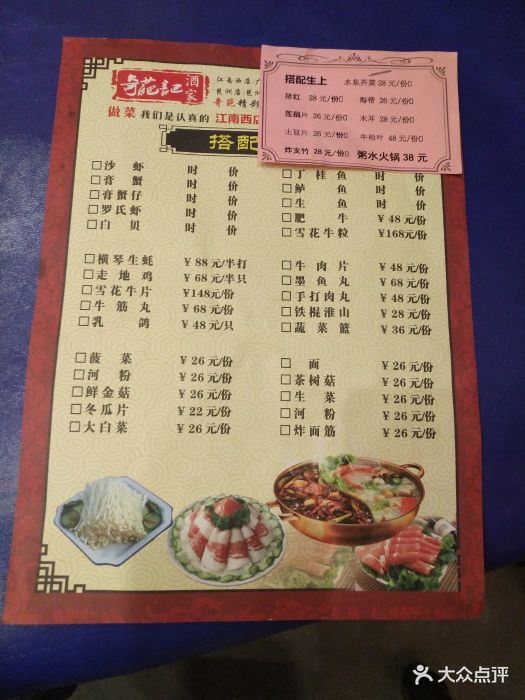 奇葩記
酒家
江南西店
琶洲店
奇葩精
做菜 我们是认真的 江南西店
搭配
□沙虾 时价
□膏蟹 时价
□膏蟹仔 时价
□罗氏虾 时价
□白贝 时价
□横琴生蚝 ￥88元/半打
□走地鸡 ￥68元/半只
□雪花牛片 ￥148元/份
□牛筋丸 ￥68元/份
□乳鸽 ￥48元/只
□菠菜 ￥26元/份
□河粉 ￥26元/份
□鲜金菇 ￥26元/份
□冬瓜片 ￥22元/份
□大白菜 ￥26元/份
搭配生上 水东芥菜 28元/份
猪红 28元/份 海带 26元/份
莲藕片 26元/份 木耳 28元/份
土豆片 26元/份 牛柏叶 48元/份
炸支竹 28元/份 粥水火锅 38元
□丁桂鱼 时价
□鲈鱼 时价
□生鱼 时价
□肥牛 ￥48元/份
□雪花牛粒 ￥168元/份
□牛肉片 ￥48元/份
□墨鱼丸 ￥68元/份
□手打肉丸 ￥48元/份
□铁棍淮山 ￥28元/份
□蔬菜篮 ￥36元/份
□面 ￥26元/份
□茶树菇 ￥26元/份
□生菜 ￥26元/份
□河粉 ￥26元/份
□炸面筋 ￥26元/份
大众点评